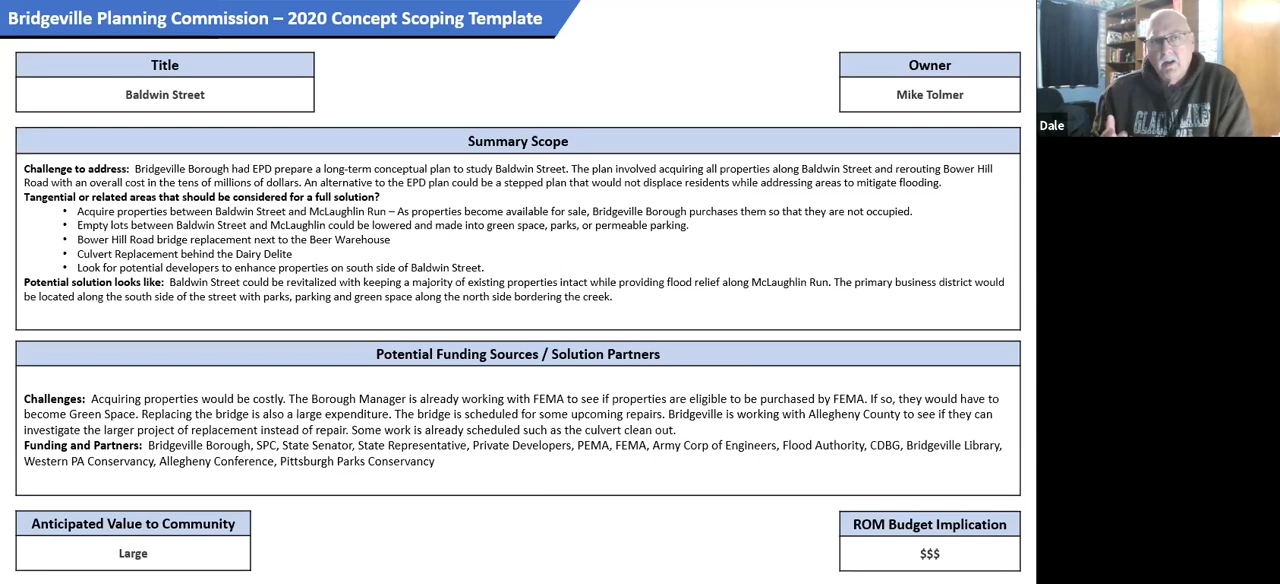 Bridgeville Planning Commission – 2020 Concept Scoping Template
Title
Baldwin Street
Owner
Mike Tolmer
Dale
Summary Scope
Challenge to address: Bridgeville Borough had EPD prepare a long-term conceptual plan to study Baldwin Street. The plan involved acquiring all properties along Baldwin Street and rerouting Bower Hill
Road with an overall cost in the tens of millions of dollars. An alternative to the EPD plan could be a stepped plan that would not displace residents while addressing areas to mitigate flooding.
Tangential or related areas that should be considered for a full solution?
• Acquire properties between Baldwin Street and McLaughlin Run – As properties become available for sale, Bridgeville Borough purchases them so that they are not occupied.
• Empty lots between Baldwin Street and McLaughlin could be lowered and made into green space, parks, or permeable parking.
• Bower Hill Road bridge replacement next to the Beer Warehouse
• Culvert Replacement behind the Dairy Delite
• Look for potential developers to enhance properties on south side of Baldwin Street.
Potential solution looks like: Baldwin Street could be revitalized with keeping a majority of existing properties intact while providing flood relief along McLaughlin Run. The primary business district would
be located along the south side of the street with parks, parking and green space along the north side bordering the creek.
Potential Funding Sources / Solution Partners
Challenges: Acquiring properties would be costly. The Borough Manager is already working with FEMA to see if properties are eligible to be purchased by FEMA. If so, they would have to
become Green Space. Replacing the bridge is also a large expenditure. The bridge is scheduled for some upcoming repairs. Bridgeville is working with Allegheny County to see if they can
investigate the larger project of replacement instead of repair. Some work is already scheduled such as the culvert clean out.
Funding and Partners: Bridgeville Borough, SPC, State Senator, State Representative, Private Developers, PEMA, FEMA, Army Corp of Engineers, Flood Authority, CDBG, Bridgeville Library,
Western PA Conservancy, Allegheny Conference, Pittsburgh Parks Conservancy
Anticipated Value to Community
Large
ROM Budget Implication
$$$